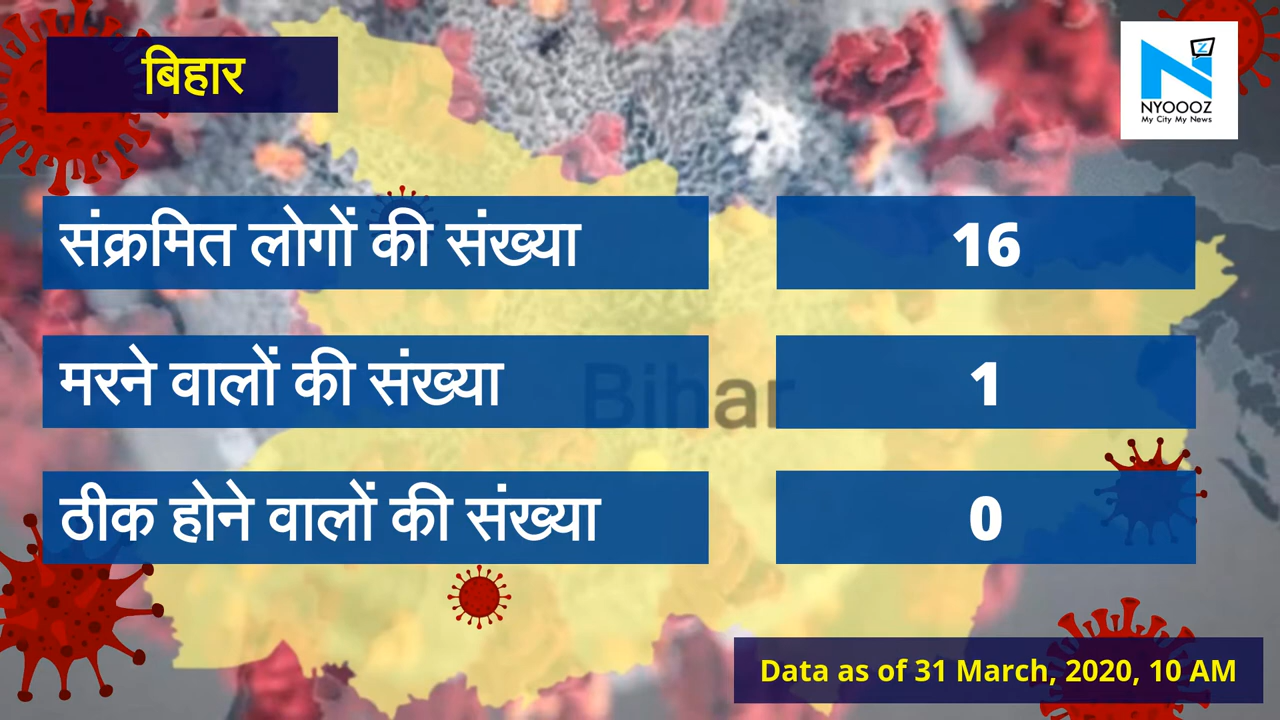 बिहार
NYOOOZ
My City My News
संक्रमित लोगों की संख्या 16
Bihar
मरने वालों की संख्या 1
ठीक होने वालों की संख्या 0
Data as of 31 March, 2020, 10 AM